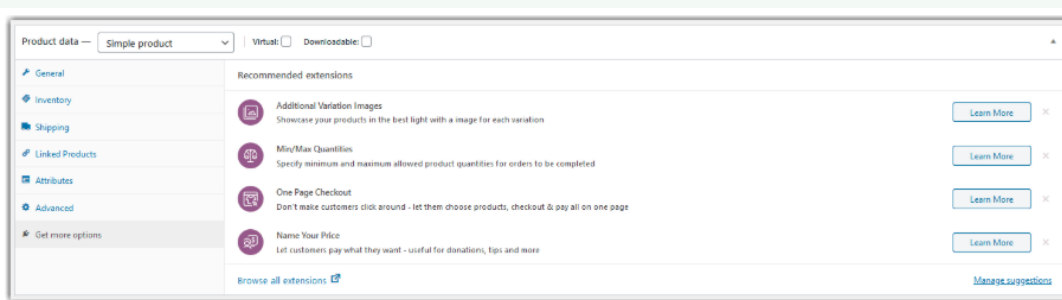 Product data — Simple product Virtual: Downloadable:
General
Inventory
Shipping
Linked Products
Attributes
Advanced
Get more options
Recommended extensions
Additional Variation Images
Showcase your products in the best light with a image for each variation
Learn More
Min/Max Quantities
Specify minimum and maximum allowed product quantities for orders to be completed
Learn More
One Page Checkout
Don't make customers click around - let them choose products, checkout & pay all on one page
Learn More
Name Your Price
Let customers pay what they want - useful for donations, tips and more
Learn More
Browse all extensions
Manage suggestions